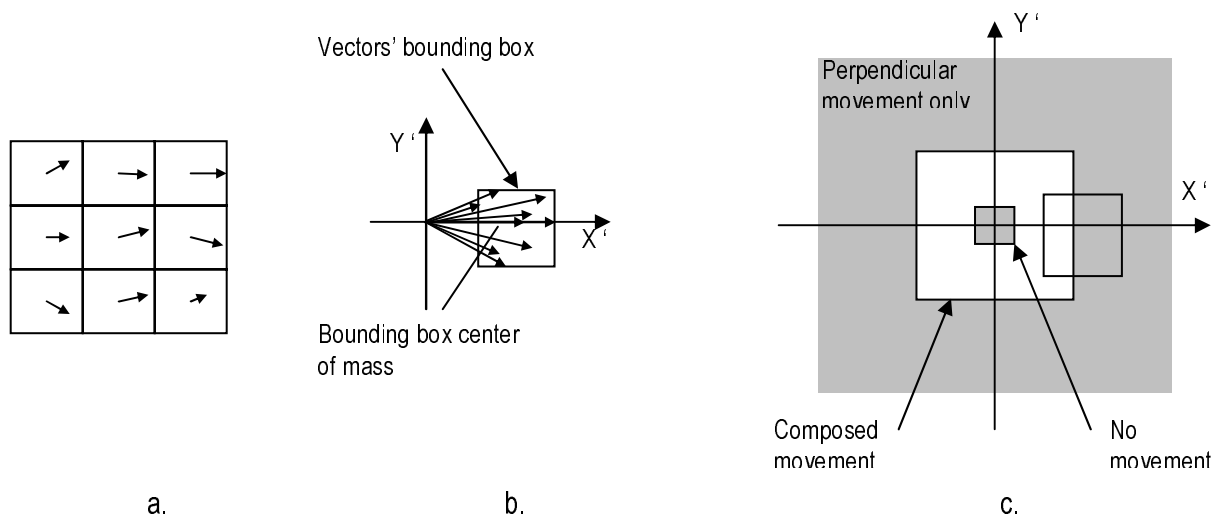 Vectors' bounding box
Y '
X '
Bounding box center
of mass
Y '
Perpendicular
movement only
X '
Composed
movement
No
movement
a.
b.
c.